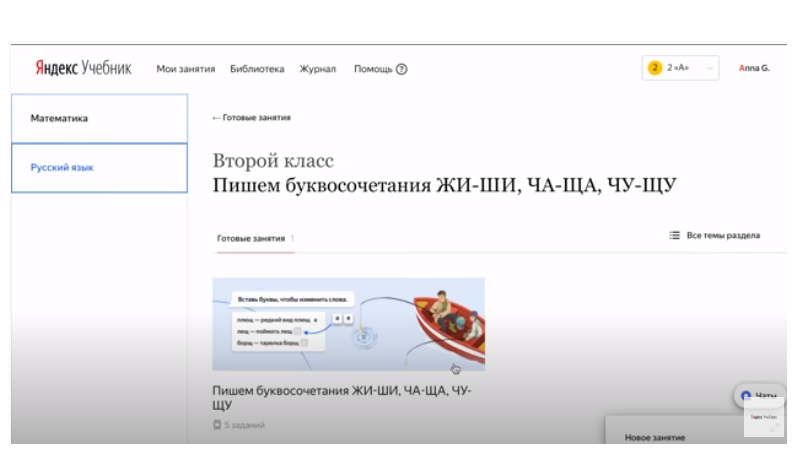 Яндекс Учебник Мои занятия Библиотека Журнал Помощь ? 2 2 «А» Anna G.
Математика
Русский язык
← Готовые занятия
Второй класс
Пишем буквосочетания ЖИ-ШИ, ЧА-ЩА, ЧУ-ЩУ
Готовые занятия 1
Все темы раздела
Вставь буквы, чтобы изменить слова.
плющ — редкий вид плющ а
лещ — поймать лещ
борщ — тарелка борщ
Пишем буквосочетания ЖИ-ШИ, ЧА-ЩА, ЧУ-
ЩУ
5 заданий
Чаты
Новое занятие